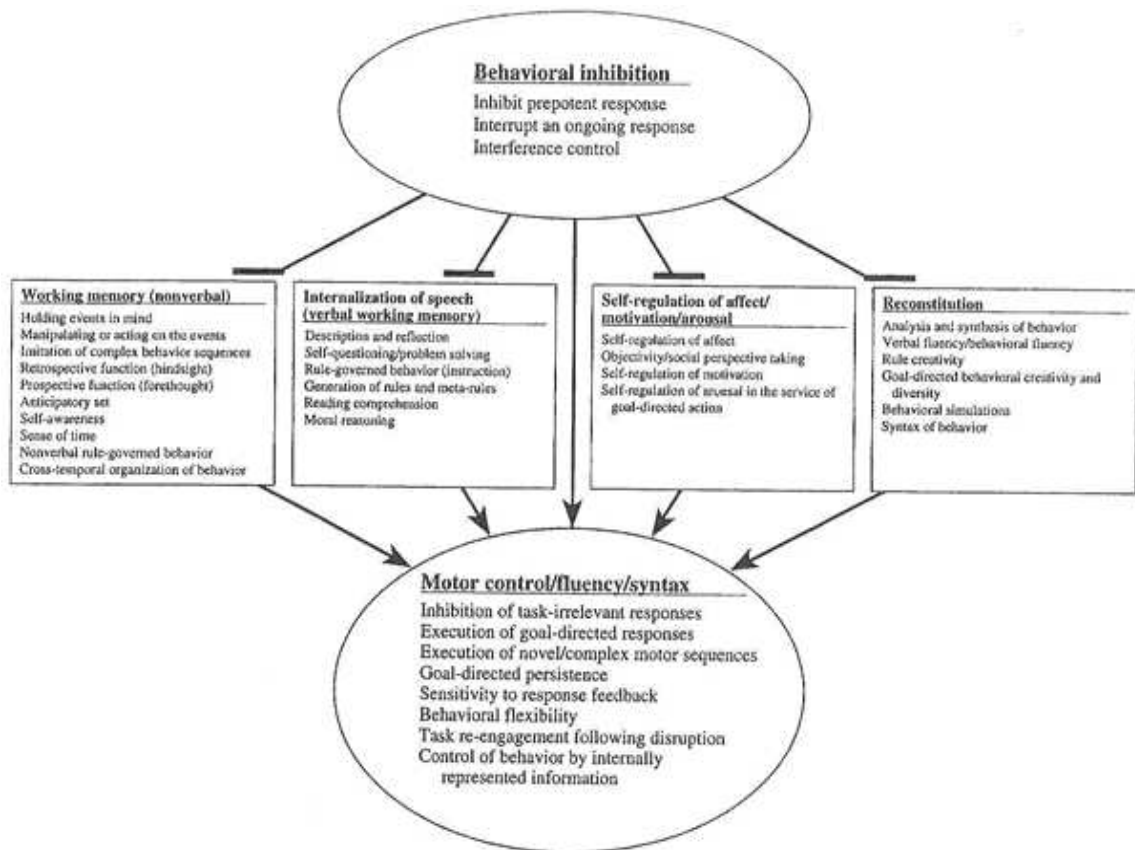 Behavioral inhibition
Inhibit prepotent response
Interrupt an ongoing response
Interference control
Working memory (nonverbal)
Holding events in mind
Manipulating or acting on the events
Imitation of complex behavior sequences
Retrospective function (hindsight)
Prospective function (forethought)
Anticipatory set
Self-awareness
Sense of time
Nonverbal rule-governed behavior
Cross-temporal organization of behavior
Internalization of speech
(verbal working memory)
Description and reflection
Self-questioning/problem solving
Rule-governed behavior (instruction)
Generation of rules and meta-rules
Reading comprehension
Moral reasoning
Self-regulation of affect/
motivation/arousal
Self-regulation of affect
Objectivity/social perspective taking
Self-regulation of motivation
Self-regulation of arousal in the service of
goal-directed action
Reconstitution
Analysis and synthesis of behavior
Verbal fluency/behavioral fluency
Rule creativity
Goal-directed behavioral creativity and
diversity
Behavioral simulations
Syntax of behavior
Motor control/fluency/syntax
Inhibition of task-irrelevant responses
Execution of goal-directed responses
Execution of novel/complex motor sequences
Goal-directed persistence
Sensitivity to response feedback
Behavioral flexibility
Task re-engagement following disruption
Control of behavior by internally
represented information